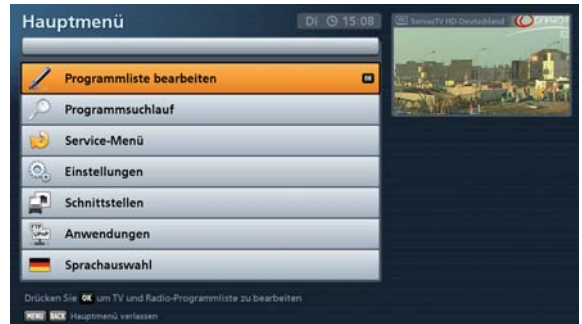 Hauptmenü
Di 15:08
ServusTV HD Deutschland
Programmliste bearbeiten OK
Programmsuchlauf
Service-Menü
Einstellungen
Schnittstellen
Anwendungen
Sprachauswahl
Drücken Sie OK um TV und Radio-Programmliste zu bearbeiten
MENU BACK Hauptmenü verlassen